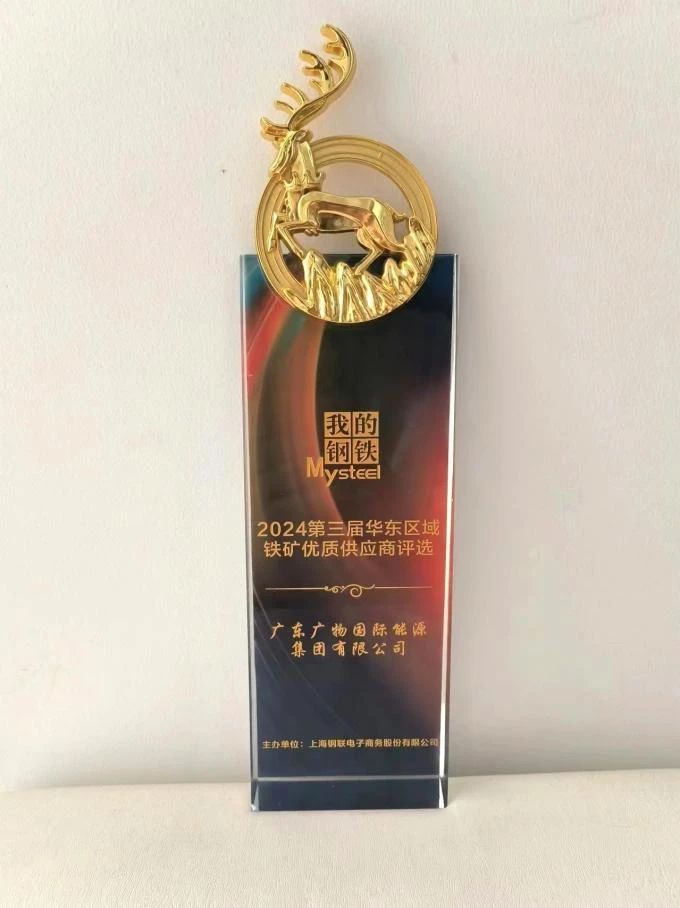 我的
钢铁
Mysteel
2024第三届华东区域
铁矿优质供应商评选
广东广物国际能源
集团有限公司
主办单位：上海钢联电子商务股份有限公司